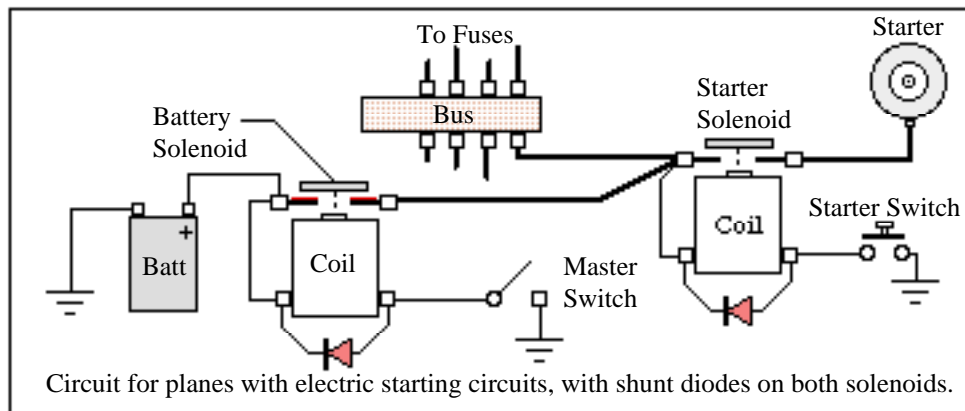 To Fuses
Starter
Bus
Battery
Solenoid
Starter
Solenoid
+
Batt
Coil
Master
Switch
Coil
Starter Switch
Circuit for planes with electric starting circuits, with shunt diodes on both solenoids.